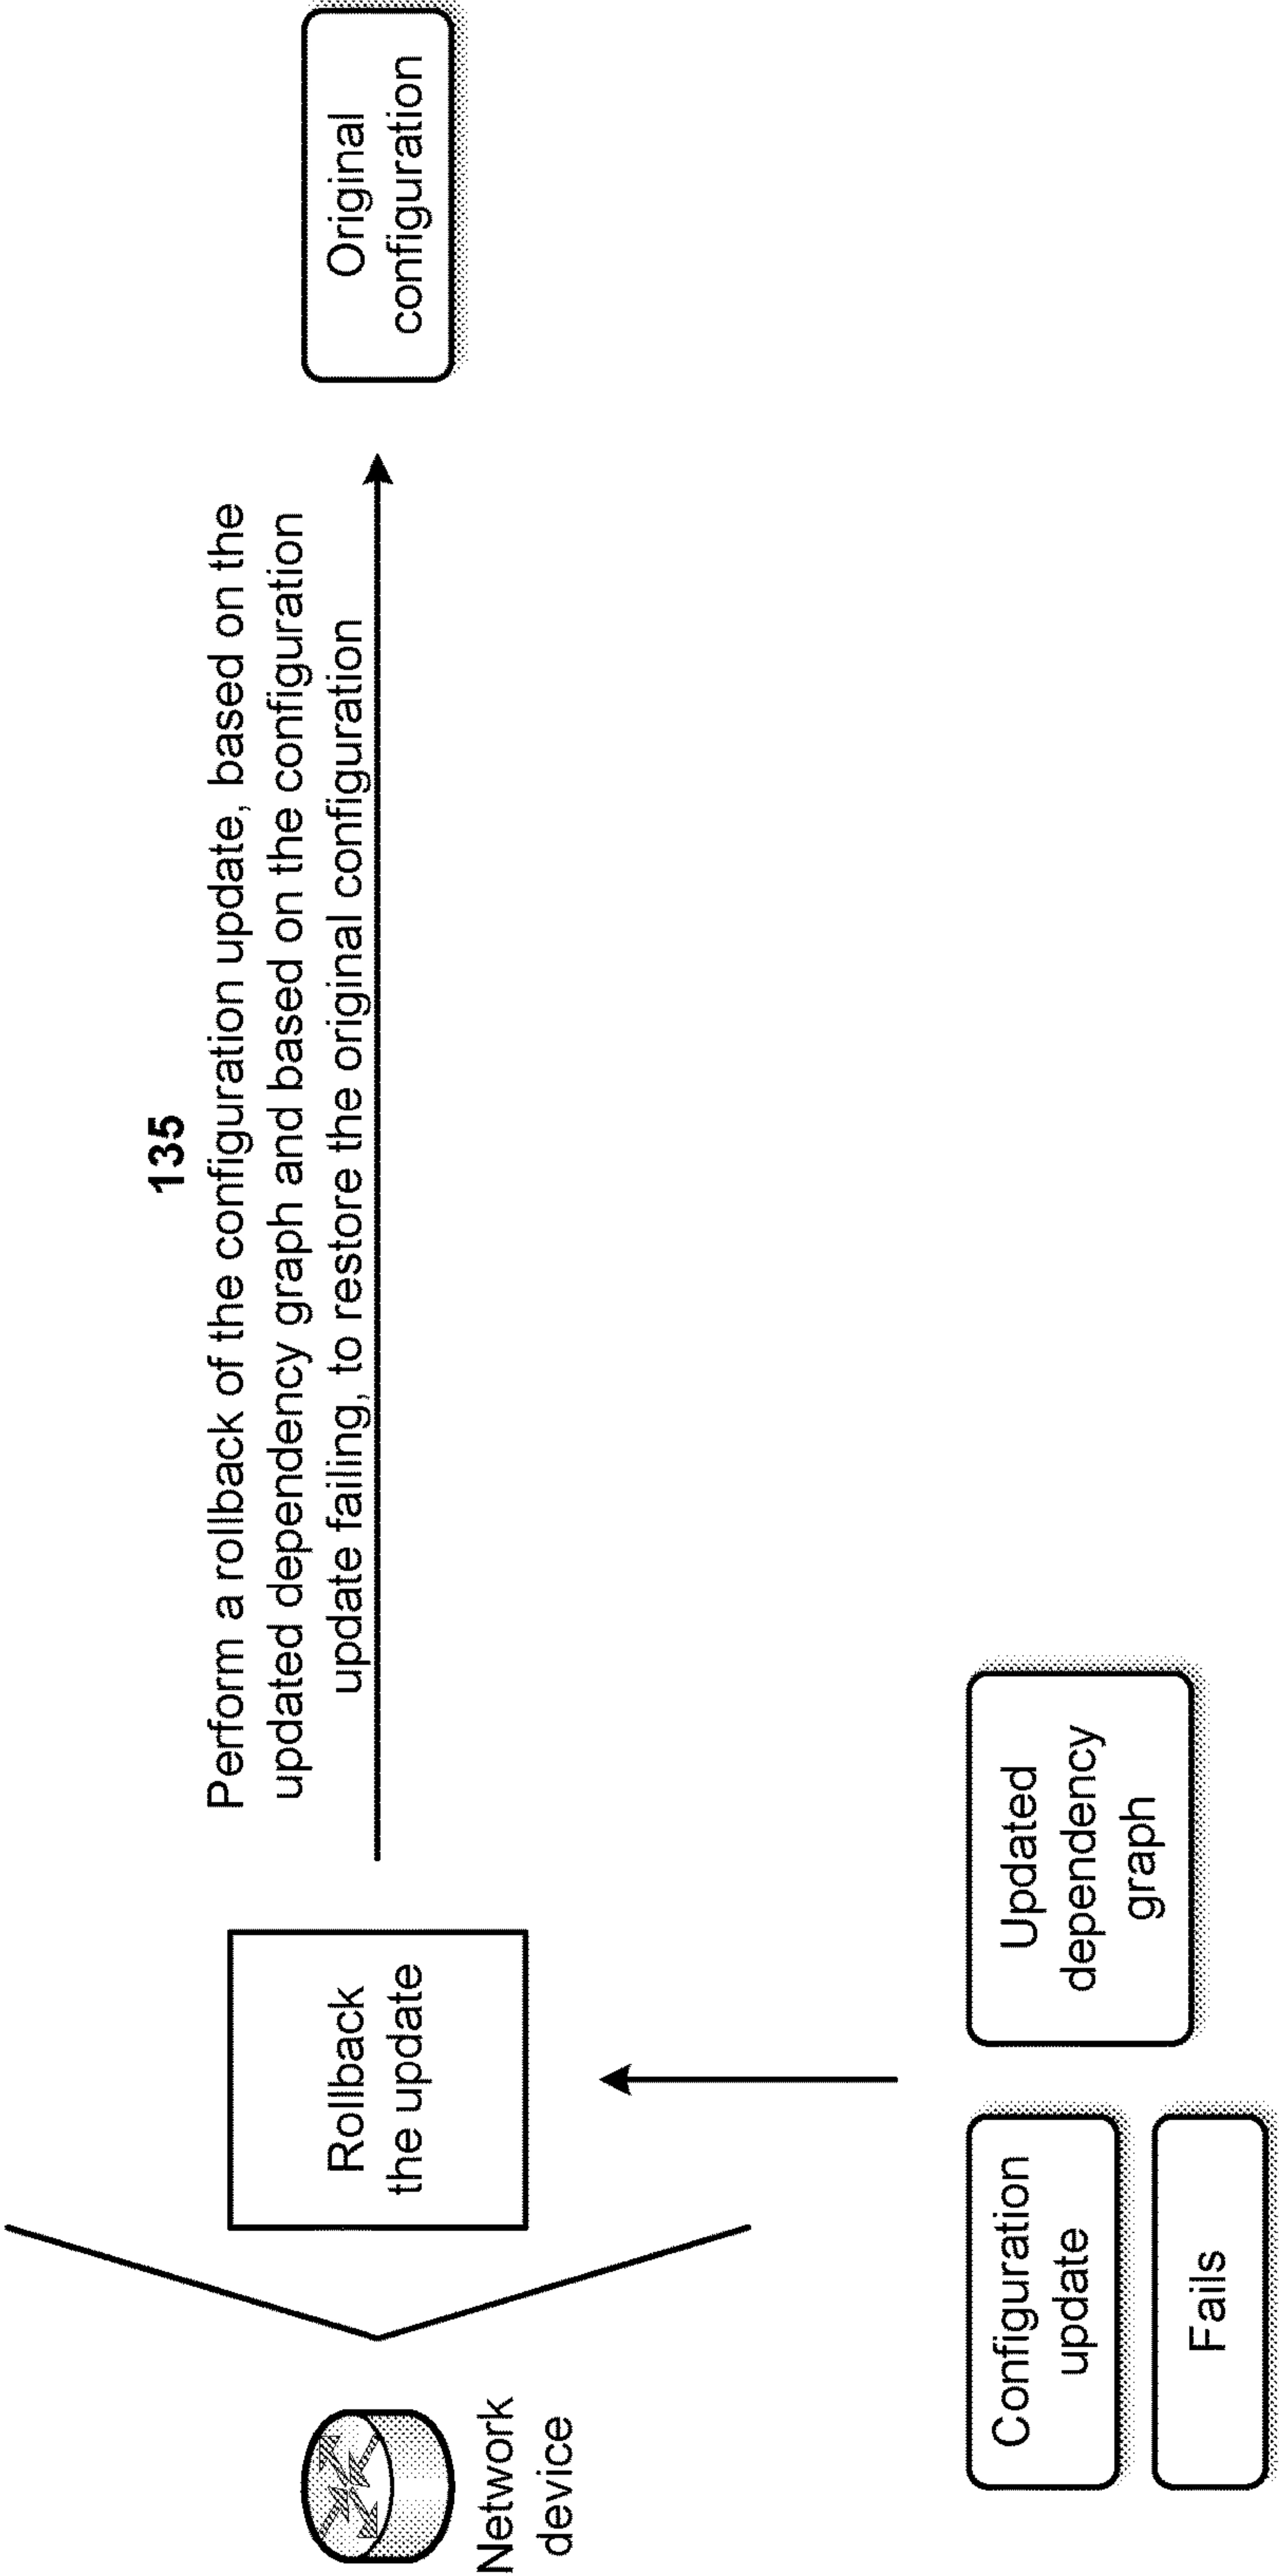 135
Perform a rollback of the configuration update, based on the
updated dependency graph and based on the configuration
update failing, to restore the original configuration
Network
device
Rollback
the update
Original
configuration
Configuration
update
Fails
Updated
dependency
graph